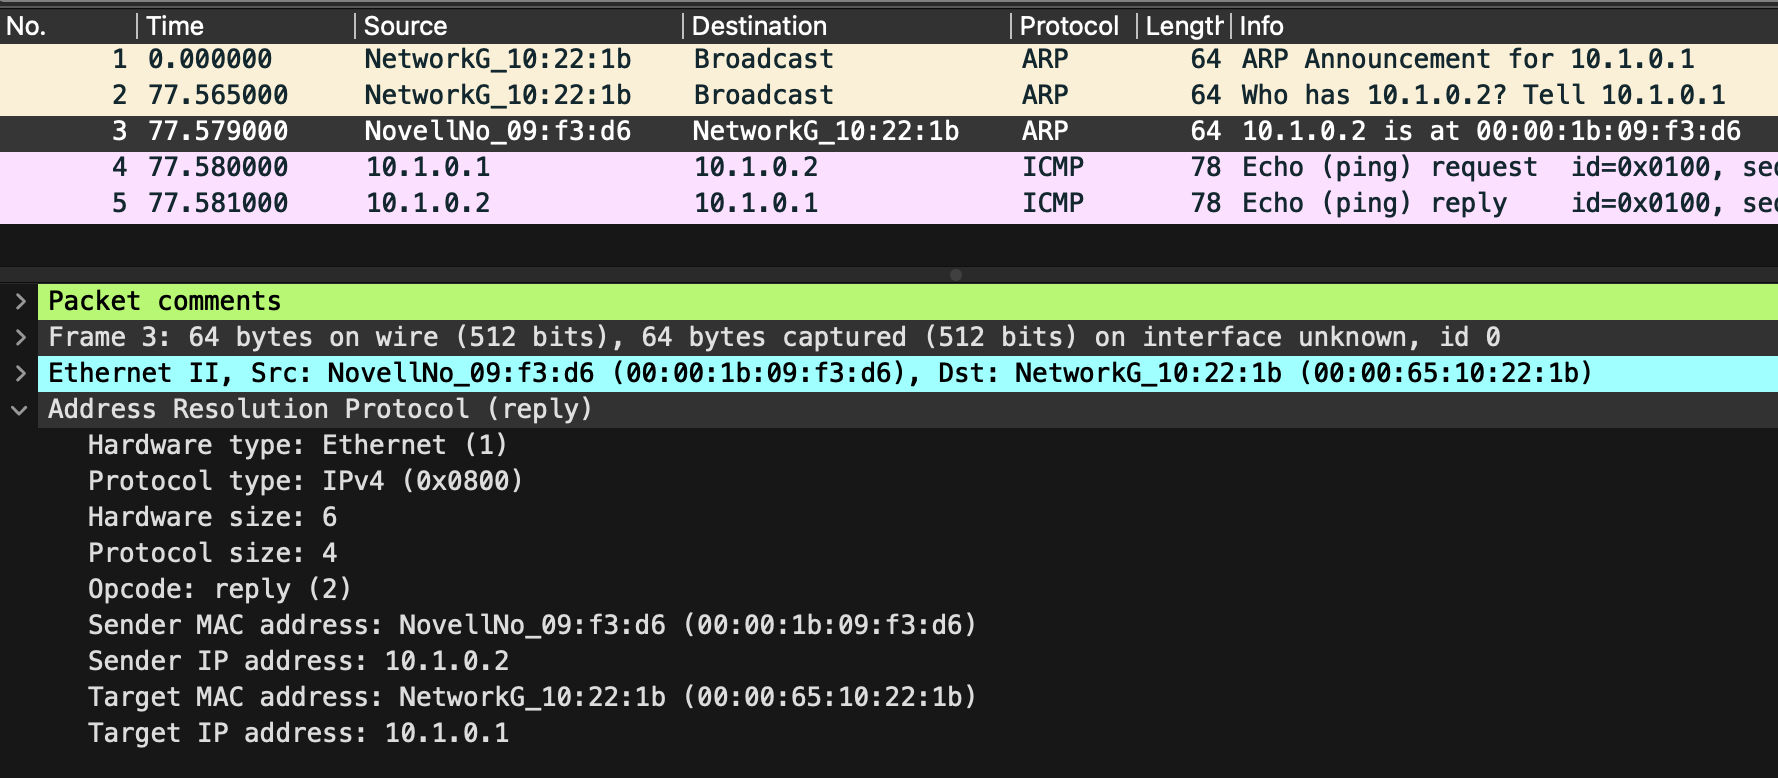 No. Time Source Destination Protocol Length Info
1 0.000000 NetworkG_10:22:1b Broadcast ARP 64 ARP Announcement for 10.1.0.1
2 77.565000 NetworkG_10:22:1b Broadcast ARP 64 Who has 10.1.0.2? Tell 10.1.0.1
3 77.579000 NovellNo_09:f3:d6 NetworkG_10:22:1b ARP 64 10.1.0.2 is at 00:00:1b:09:f3:d6
4 77.580000 10.1.0.1 10.1.0.2 ICMP 78 Echo (ping) request id=0x0100,
5 77.581000 10.1.0.2 10.1.0.1 ICMP 78 Echo (ping) reply id=0x0100,
Packet comments
Frame 3: 64 bytes on wire (512 bits), 64 bytes captured (512 bits) on interface unknown, id 0
Ethernet II, Src: NovellNo_09:f3:d6 (00:00:1b:09:f3:d6), Dst: NetworkG_10:22:1b (00:00:65:10:22:1b)
Address Resolution Protocol (reply)
Hardware type: Ethernet (1)
Protocol type: IPv4 (0x0800)
Hardware size: 6
Protocol size: 4
Opcode: reply (2)
Sender MAC address: NovellNo_09:f3:d6 (00:00:1b:09:f3:d6)
Sender IP address: 10.1.0.2
Target MAC address: NetworkG_10:22:1b (00:00:65:10:22:1b)
Target IP address: 10.1.0.1